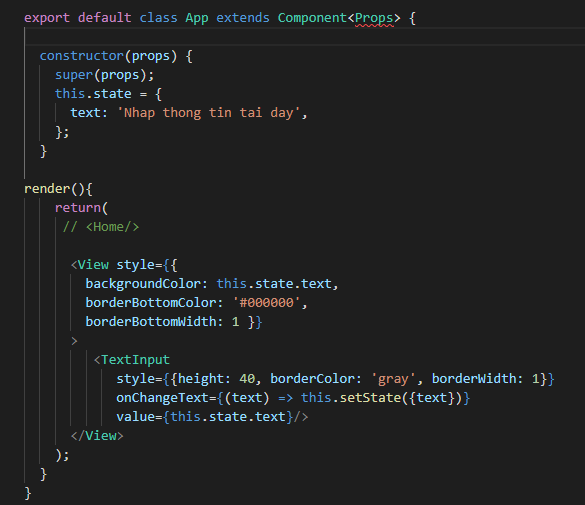 export default class App extends Component<Props> {
constructor(props) {
super(props);
this.state = {
text: 'Nhap thong tin tai day',
};
}
render(){
return(
// <Home/>
<View style={{
backgroundColor: this.state.text,
borderBottomColor: '#000000',
borderBottomWidth: 1 }}
>
<TextInput
style={{height: 40, borderColor: 'gray', borderWidth: 1}}
onChangeText={(text) => this.setState({text})}
value={this.state.text}/>
</View>
);
}
}